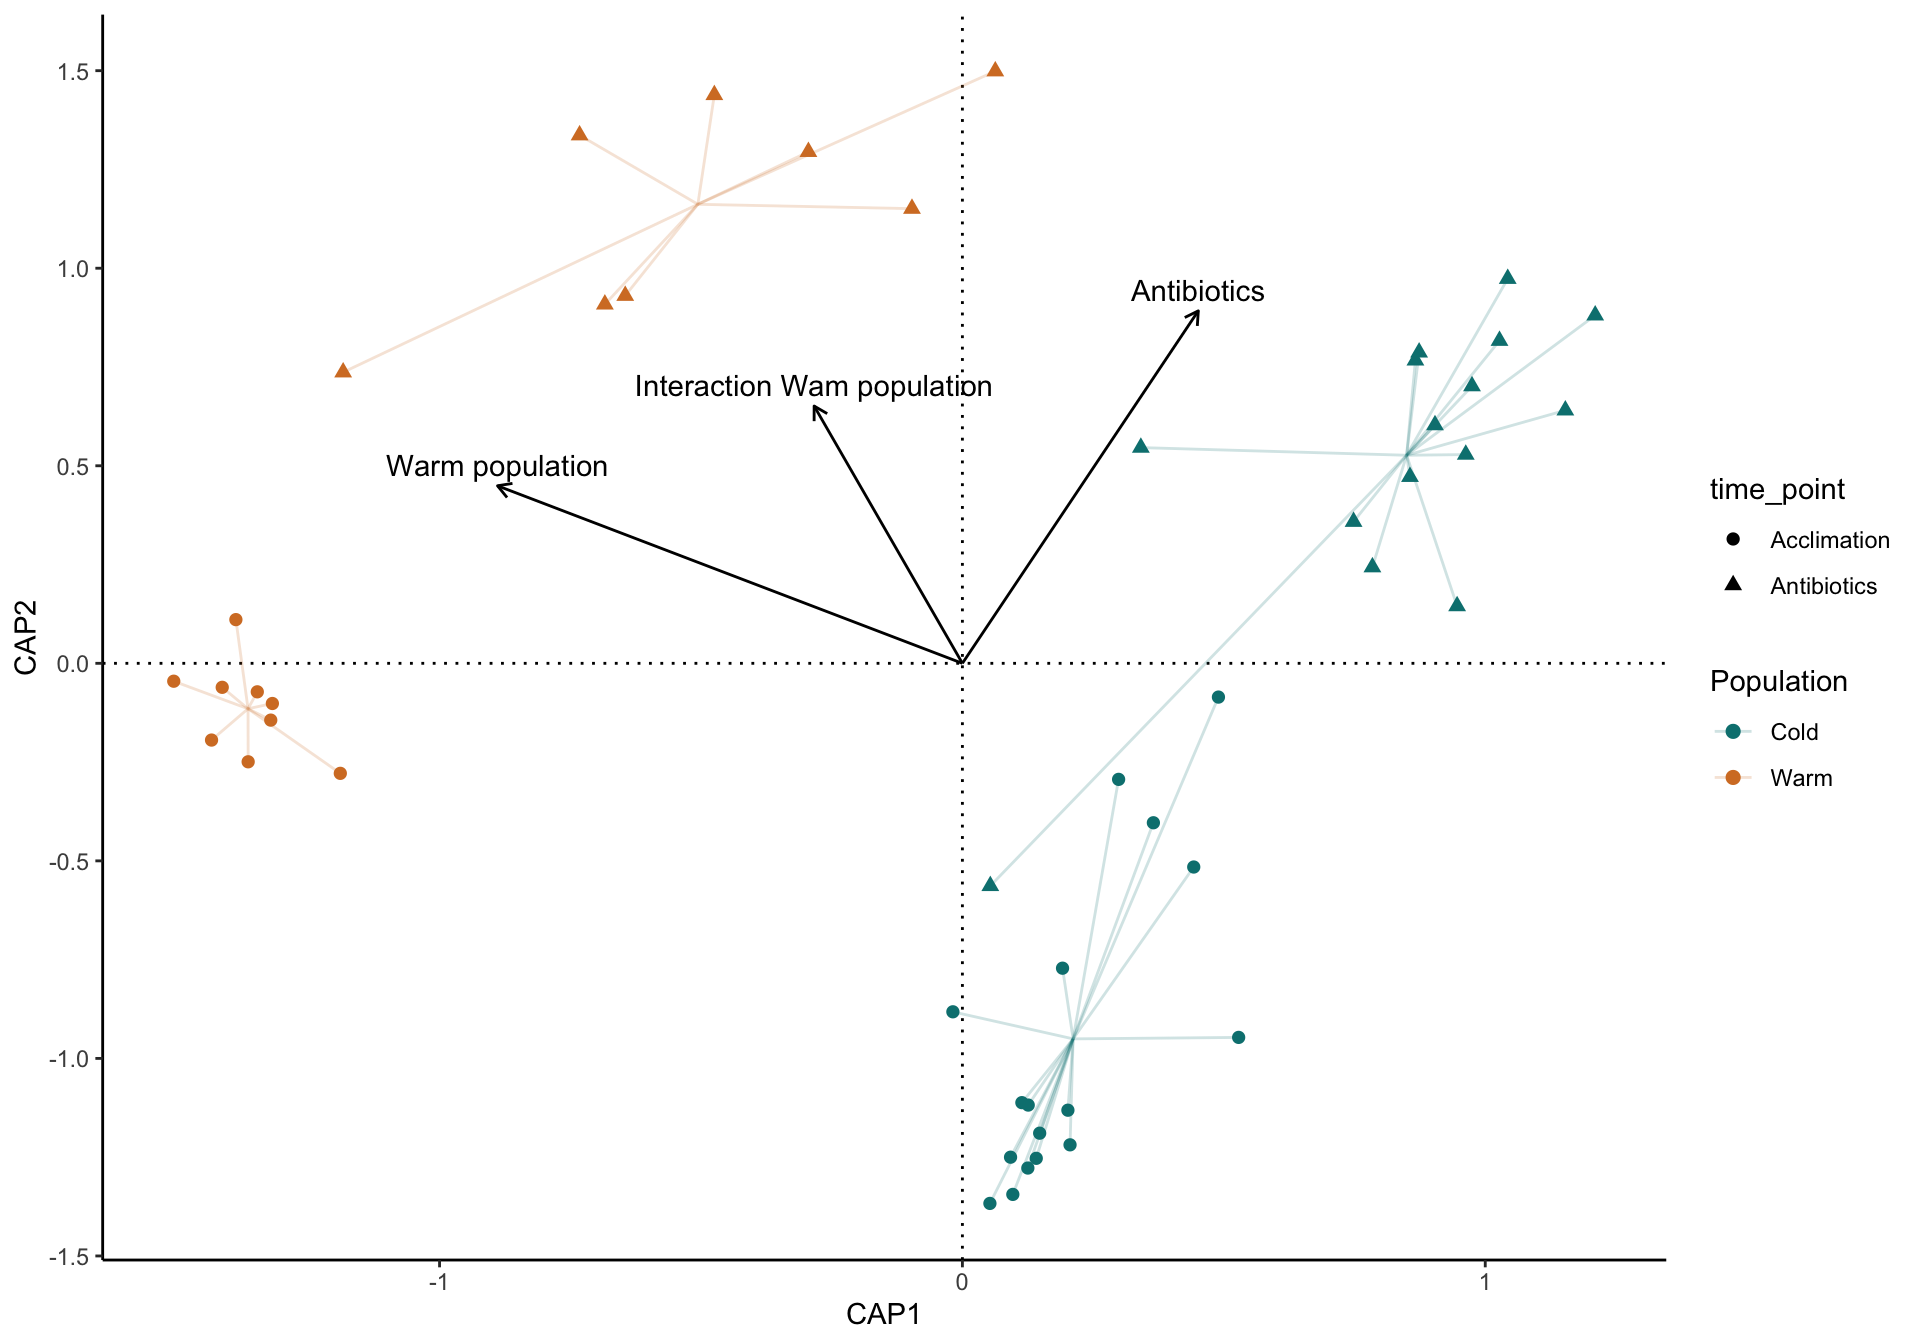 1.5
1.0
0.5
0.0
-0.5
-1.0
-1.5
CAP2
Antibiotics
Interaction Wam population
Warm population
-1
0
1
CAP1
time_point
Acclimation
Antibiotics
Population
Cold
Warm